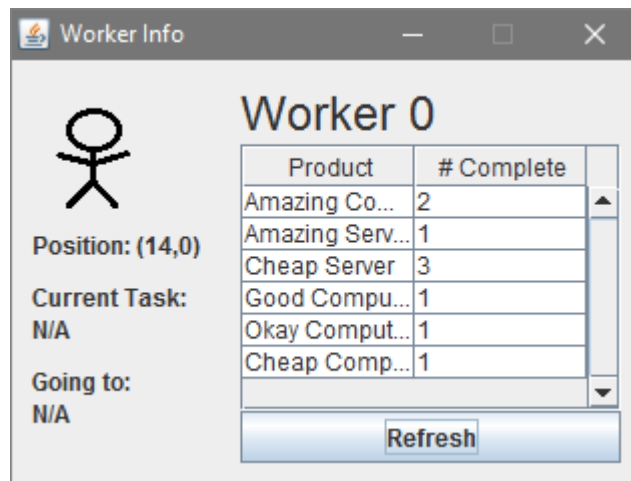 Worker Info
Worker 0
Product # Complete
Amazing Co... 2
Amazing Serv... 1
Cheap Server 3
Good Compu... 1
Okay Comput... 1
Cheap Comp... 1
Refresh
Position: (14,0)
Current Task:
N/A
Going to:
N/A